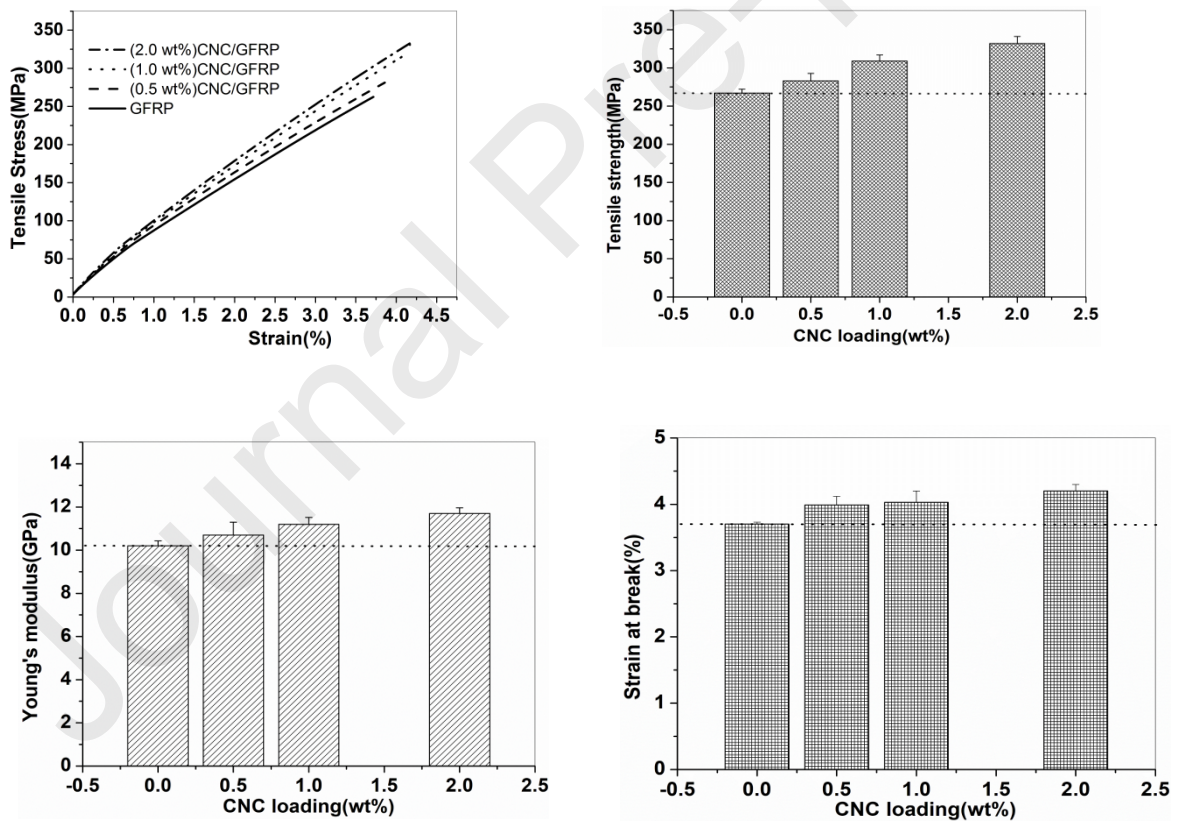 Journal Pre-p
350
300
250
200
150
100
50
0
Tensile Stress(MPa)
(2.0 wt%)CNC/GFRP
(1.0 wt%)CNC/GFRP
(0.5 wt%)CNC/GFRP
GFRP
0.0 0.5 1.0 1.5 2.0 2.5 3.0 3.5 4.0 4.5
Strain(%)
350
300
250
200
150
100
50
0
Tensile strength(MPa)
-0.5 0.0 0.5 1.0 1.5 2.0 2.5
CNC loading(wt%)
14
12
10
8
6
4
2
0
Young's modulus(GPa)
-0.5 0.0 0.5 1.0 1.5 2.0 2.5
CNC loading(wt%)
5
4
3
2
1
0
Strain at break(%)
-0.5 0.0 0.5 1.0 1.5 2.0 2.5
CNC loading(wt%)